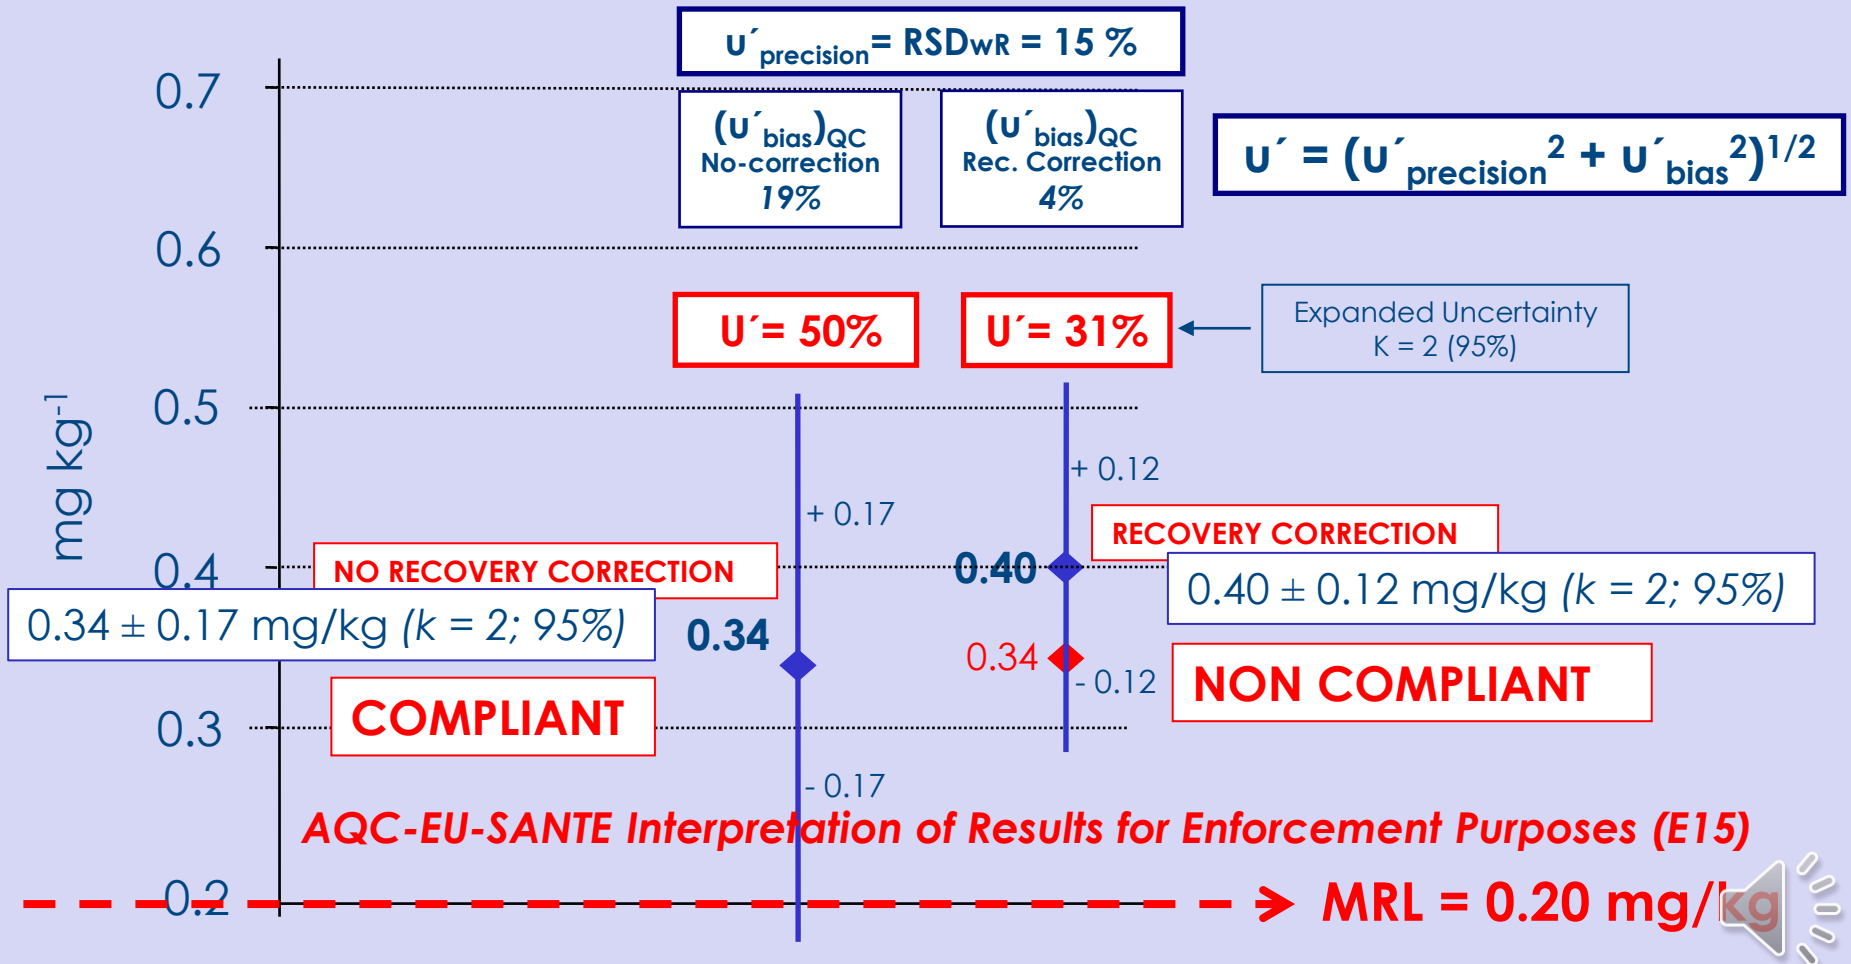 u´precision= RSDwR = 15 %
(u´bias)QC
No-correction
19%
(u´bias)QC
Rec. Correction
4%
u´ = (u´precision2 + u´bias2)1/2
0.7
0.6
0.5
0.4
0.3
0.2
mg kg-1
U´= 50%
U´= 31%
Expanded Uncertainty
K = 2 (95%)
+ 0.12
+ 0.17
RECOVERY CORRECTION
NO RECOVERY CORRECTION
0.40
0.40 ± 0.12 mg/kg (k = 2; 95%)
0.34 ± 0.17 mg/kg (k = 2; 95%)
0.34
0.34
- 0.12
NON COMPLIANT
COMPLIANT
- 0.17
AQC-EU-SANTE Interpretation of Results for Enforcement Purposes (E15)
MRL = 0.20 mg/kg